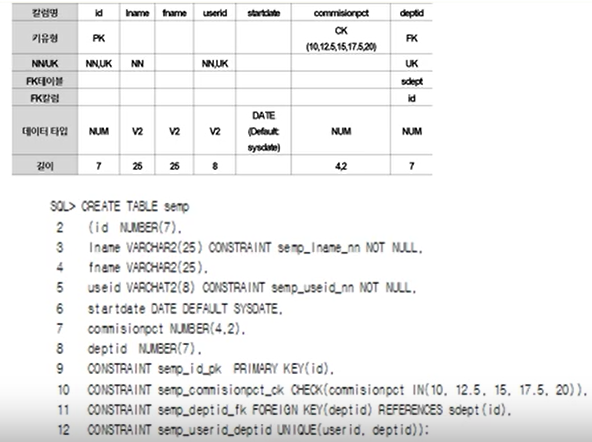 칼럼명 id lname fname userid startdate commisionpct deptid
키유형 PK CK (10,12.5,15,17.5,20) FK
NN/UK NN,UK NN NN,UK UK
FK테이블 sdept
FK칼럼 id
데이터 타입 NUM V2 V2 V2 DATE (Default: sysdate) NUM NUM
길이 7 25 25 8 4,2 7
SQL> CREATE TABLE semp
2 (id NUMBER(7),
3 lname VARCHAR2(25) CONSTRAINT semp_lname_nn NOT NULL,
4 fname VARCHAR2(25),
5 useid VARCHAT2(8) CONSTRAINT semp_useid_nn NOT NULL,
6 startdate DATE DEFAULT SYSDATE,
7 commisionpct NUMBER(4,2),
8 deptid NUMBER(7),
9 CONSTRAINT semp_id_pk PRIMARY KEY(id),
10 CONSTRAINT semp_commisionpct_ck CHECK(commisionpct IN(10, 12.5, 15, 17.5, 20)),
11 CONSTRAINT semp_deptid_fk FOREIGN KEY(deptid) REFERENCES sdept(id),
12 CONSTRAINT semp_userid_deptid UNIQUE(userid, deptid));